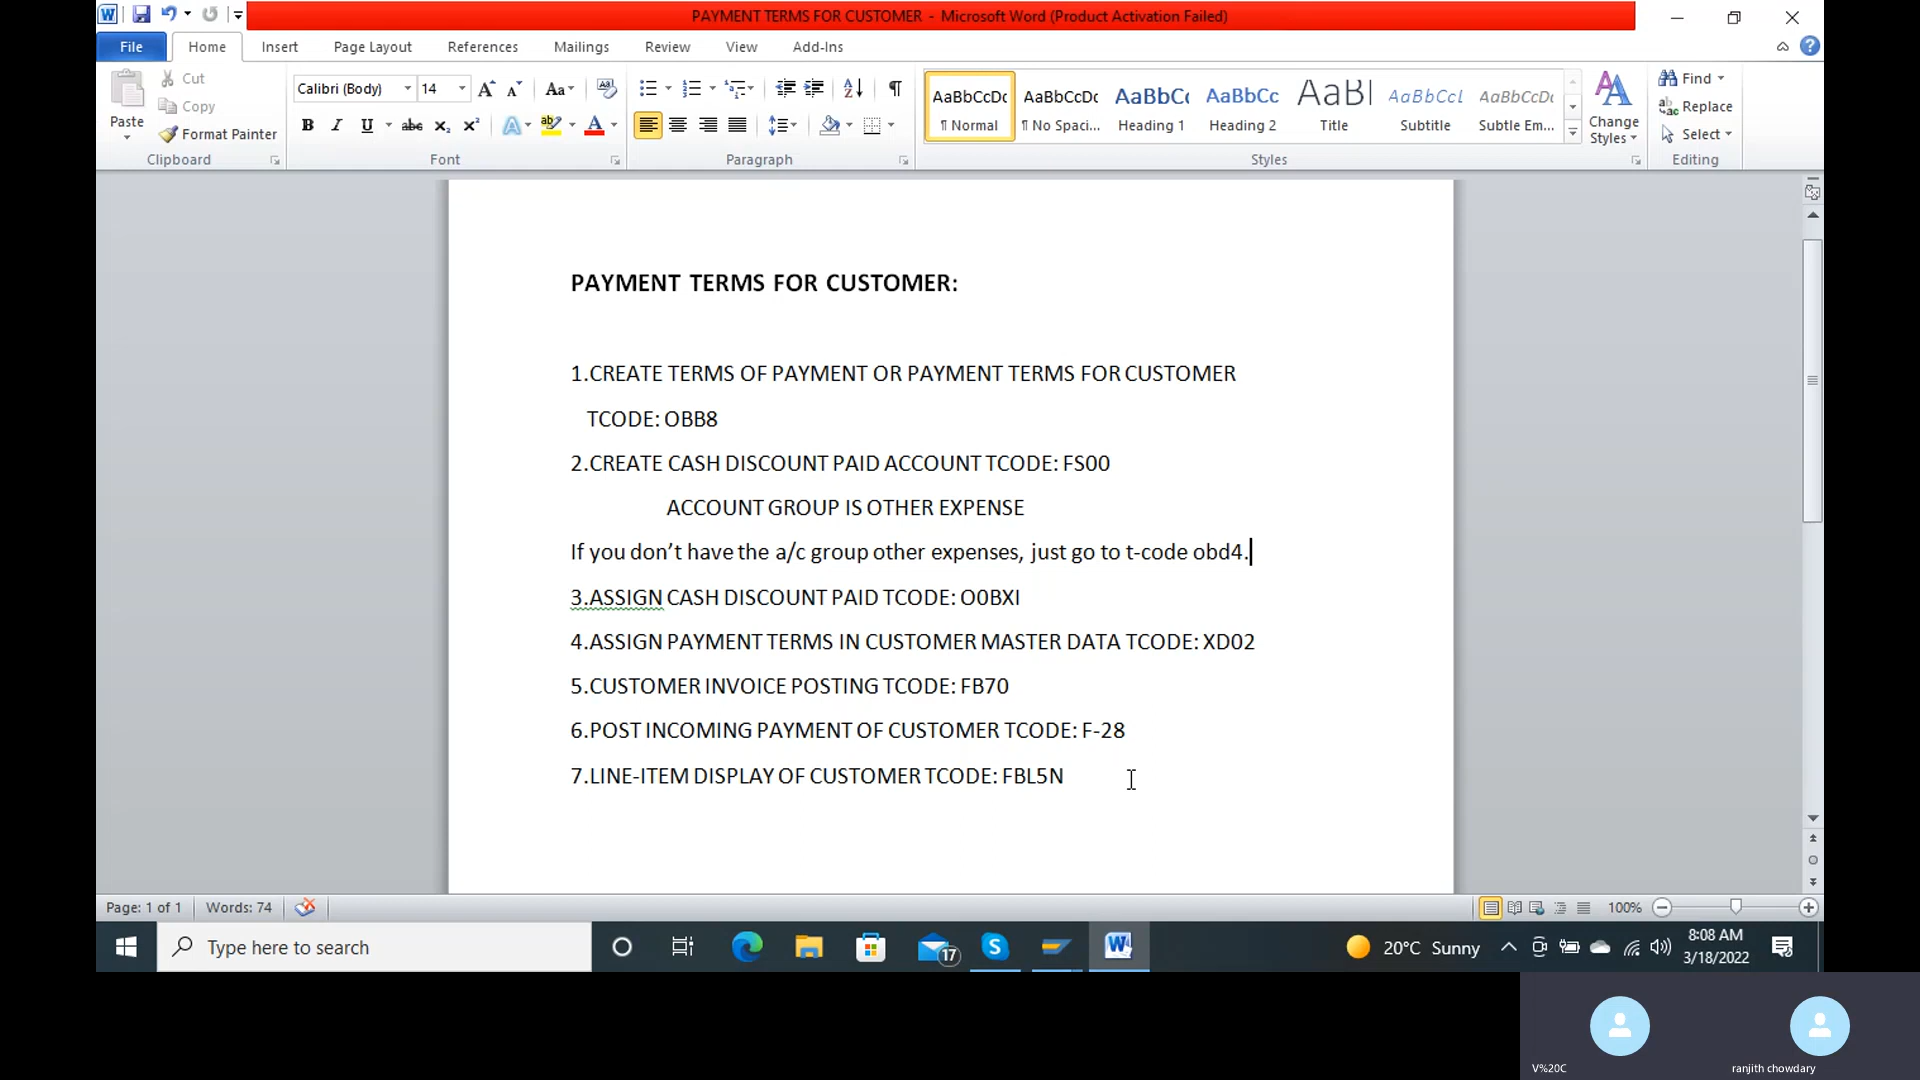 PAYMENT TERMS FOR CUSTOMER - Microsoft Word (Product Activation Failed)
File Home Insert Page Layout References Mailings Review View Add-Ins
Cut
Copy
Paste
Format Painter
Clipboard
Calibri (Body) 14
Font
Paragraph
AaBbCcDc AaBbCcDc AaBbCc AaBbCc AaBl AaBbCcL AaBbCcDc
¶ Normal ¶ No Spaci... Heading 1 Heading 2 Title Subtitle Subtle Em...
Change Styles
Styles
Find
Replace
Select
Editing
PAYMENT TERMS FOR CUSTOMER:
1.CREATE TERMS OF PAYMENT OR PAYMENT TERMS FOR CUSTOMER
TCODE: OBB8
2.CREATE CASH DISCOUNT PAID ACCOUNT TCODE: FS00
ACCOUNT GROUP IS OTHER EXPENSE
If you don’t have the a/c group other expenses, just go to t-code obd4.
3.ASSIGN CASH DISCOUNT PAID TCODE: O0BXI
4.ASSIGN PAYMENT TERMS IN CUSTOMER MASTER DATA TCODE: XD02
5.CUSTOMER INVOICE POSTING TCODE: FB70
6.POST INCOMING PAYMENT OF CUSTOMER TCODE: F-28
7.LINE-ITEM DISPLAY OF CUSTOMER TCODE: FBL5N
Page: 1 of 1 Words: 74 100%
Type here to search
17
20°C Sunny
8:08 AM
3/18/2022
V%20C
ranjith chowdary